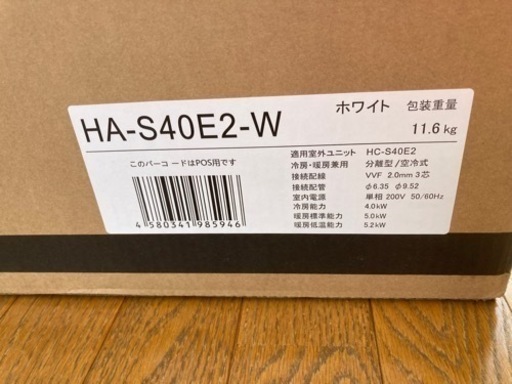 ホワイト 包装重量
HA-S40E2-W 11.6kg
このバーコードはPOS用です
4 580341 985946
適用室外ユニット HC-S40E2
冷房・暖房兼用 分離型/空冷式
接続配線 VVF 2.0mm 3芯
接続配管 φ6.35 φ9.52
室内電源 単相 200V 50/60Hz
冷房能力 4.0kW
暖房標準能力 5.0kW
暖房低温能力 5.2kW